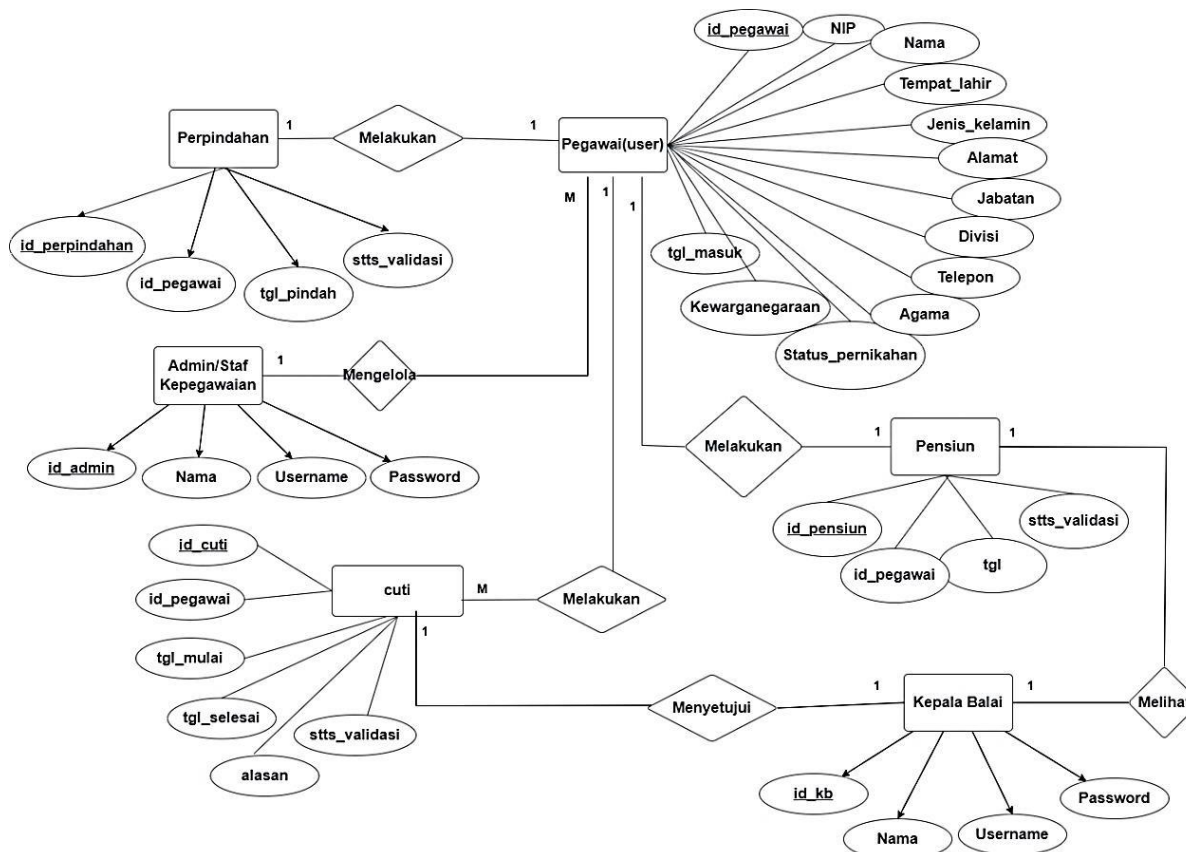 id_pegawai
NIP
Nama
Tempat_lahir
Jenis_kelamin
Alamat
Jabatan
Divisi
Telepon
Agama
Status_pernikahan
Kewarganegaraan
tgl_masuk
Perpindahan
1
Melakukan
1
Pegawai(user)
M
1
1
id_perpindahan
id_pegawai
tgl_pindah
stts_validasi
Admin/Staf
Kepegawaian
1
Mengelola
id_admin
Nama
Username
Password
Melakukan
1
Pensiun
1
id_pensiun
id_pegawai
tgl
stts_validasi
id_cuti
id_pegawai
cuti
M
Melakukan
1
tgl_mulai
tgl_selesai
alasan
stts_validasi
Menyetujui
1
Kepala Balai
1
Melihat
id_kb
Nama
Username
Password